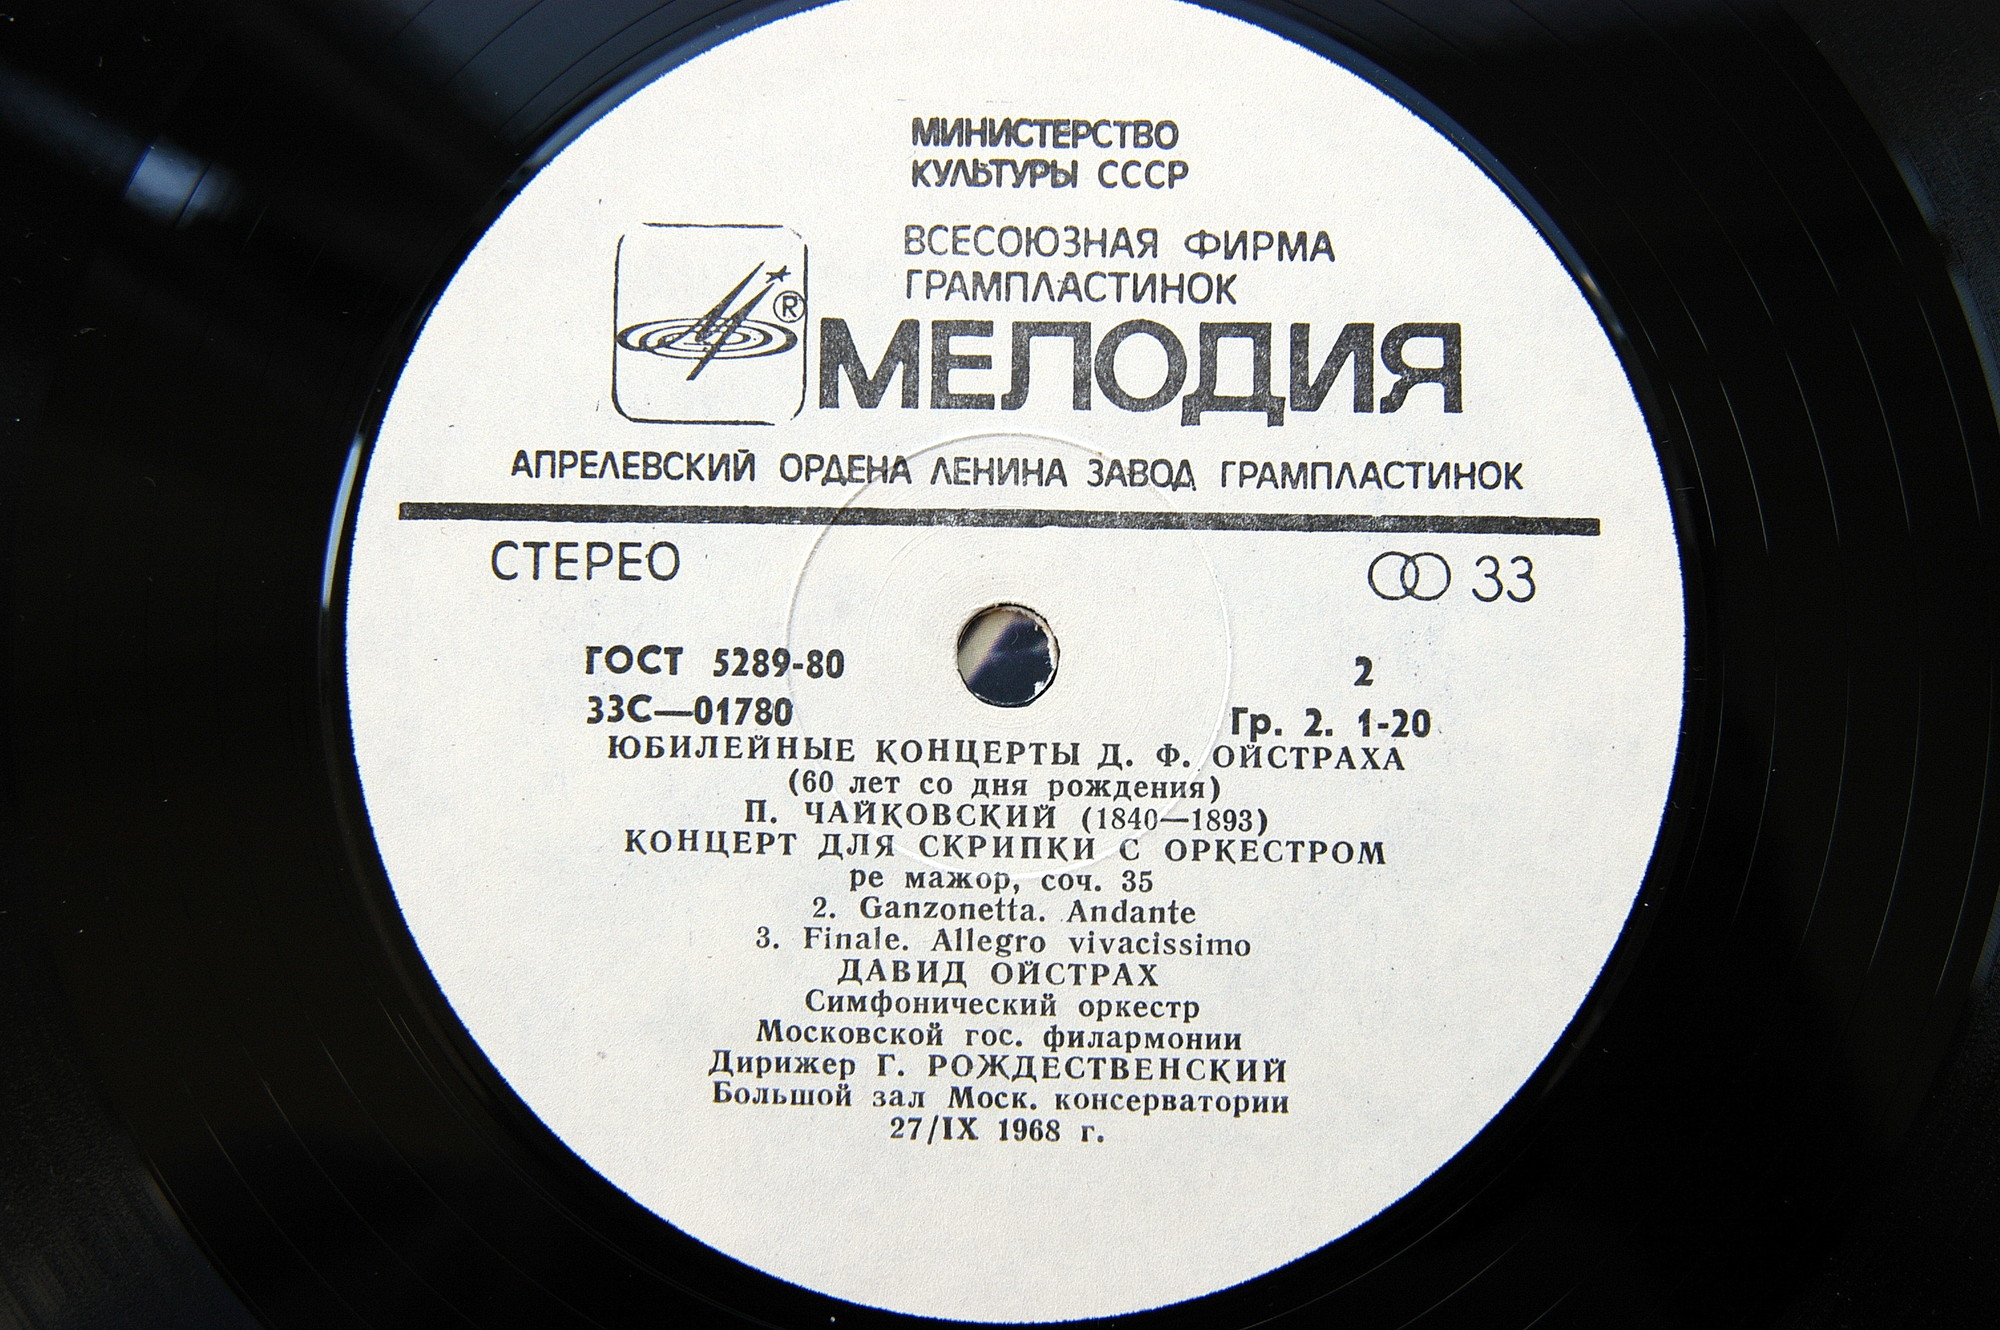 МИНИСТЕРСТВО
КУЛЬТУРЫ СССР
ВСЕСОЮЗНАЯ ФИРМА
ГРАМПЛАСТИНОК
® МЕЛОДИЯ
АПРЕЛЕВСКИЙ ОРДЕНА ЛЕНИНА ЗАВОД ГРАМПЛАСТИНОК
СТЕРЕО 33
ГОСТ 5289-80 2
33С—01780 Гр. 2. 1-20
ЮБИЛЕЙНЫЕ КОНЦЕРТЫ Д. Ф. ОЙСТРАХА
(60 лет со дня рождения)
П. ЧАЙКОВСКИЙ (1840—1893)
КОНЦЕРТ ДЛЯ СКРИПКИ С ОРКЕСТРОМ
ре мажор, соч. 35
2. Ganzonetta. Andante
3. Finale. Allegro vivacissimo
ДАВИД ОЙСТРАХ
Симфонический оркестр
Московской гос. филармонии
Дирижер Г. РОЖДЕСТВЕНСКИЙ
Большой зал Моск. консерватории
27/IX 1968 г.